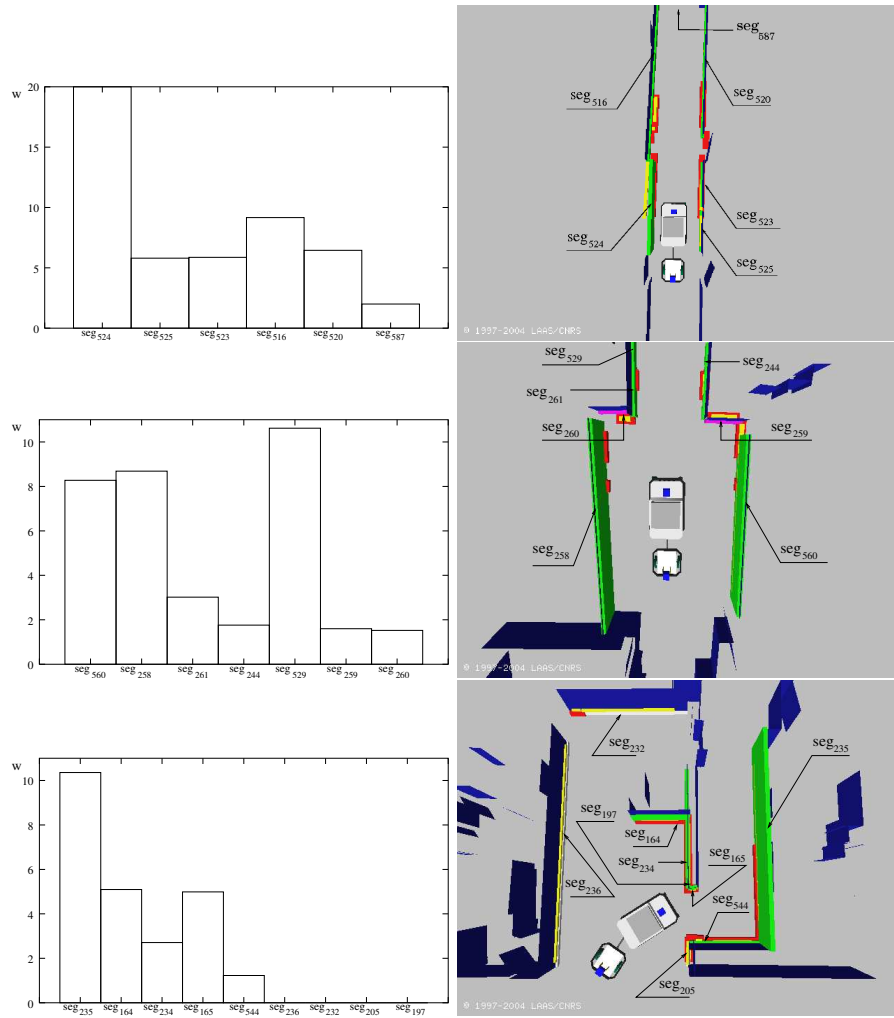 w
20
15
10
5
0
seg524 seg525 seg523 seg516 seg520 seg587
seg587
seg516
seg520
seg523
seg524
seg525
© 1997-2004 LAAS/CNRS
w
10
8
6
4
2
0
seg560 seg258 seg261 seg244 seg529 seg259 seg260
seg529
seg244
seg261
seg260
seg259
seg258
seg560
© 1997-2004 LAAS/CNRS
w
10
8
6
4
2
0
seg235 seg164 seg234 seg165 seg544 seg236 seg232 seg205 seg197
seg232
seg235
seg197
seg164
seg234
seg165
seg236
seg544
seg205
© 1997-2004 LAAS/CNRS